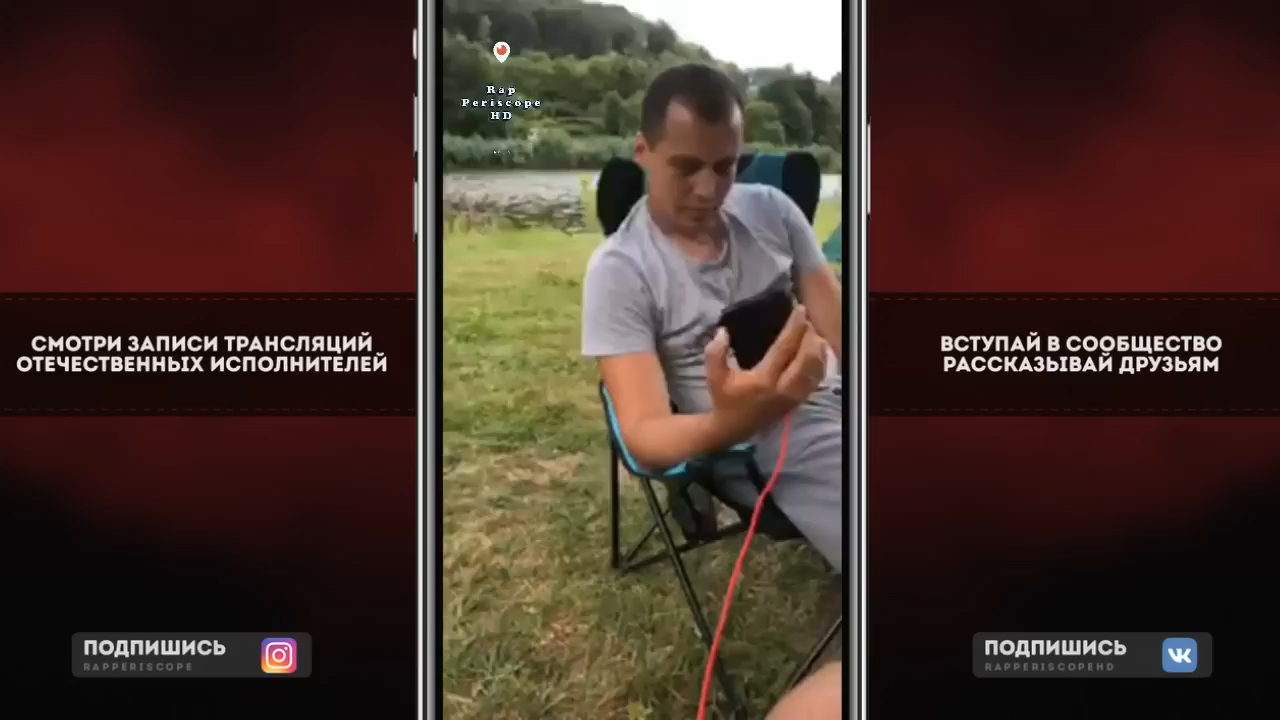 Rap
Periscope
HD
СМОТРИ ЗАПИСИ ТРАНСЛЯЦИЙ
ОТЕЧЕСТВЕННЫХ ИСПОЛНИТЕЛЕЙ
ВСТУПАЙ В СООБЩЕСТВО
РАССКАЗЫВАЙ ДРУЗЬЯМ
ПОДПИШИСЬ
RAPPERISCOPE
ПОДПИШИСЬ
RAPPERISCOPEHD